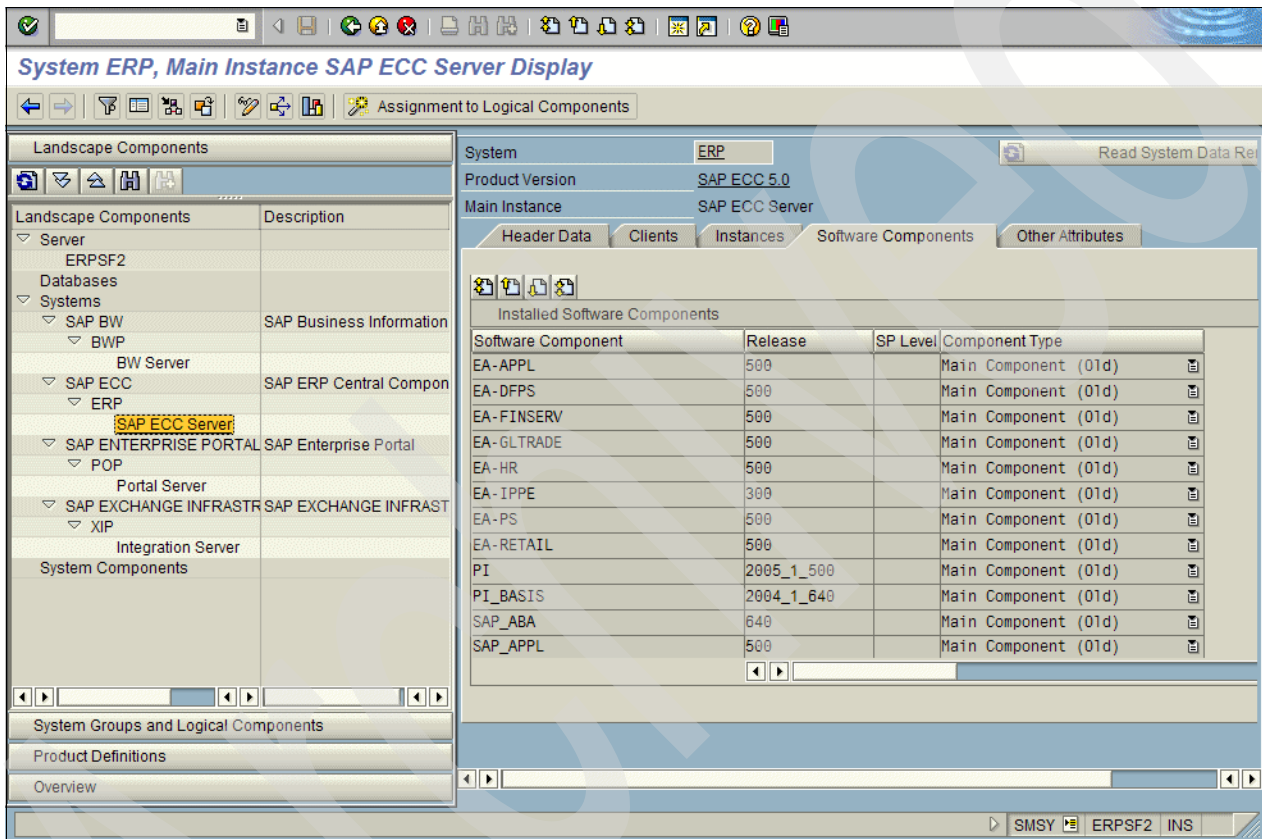 System ERP, Main Instance SAP ECC Server Display
Assignment to Logical Components
Landscape Components
Landscape Components Description
Server
ERPSF2
Databases
Systems
SAP BW SAP Business Information
BWP
BW Server
SAP ECC SAP ERP Central Compon
ERP
SAP ECC Server
SAP ENTERPRISE PORTAL SAP Enterprise Portal
POP
Portal Server
SAP EXCHANGE INFRASTR SAP EXCHANGE INFRAST
XIP
Integration Server
System Components
System Groups and Logical Components
Product Definitions
Overview
System ERP Read System Data Rer
Product Version SAP ECC 5.0
Main Instance SAP ECC Server
Header Data Clients Instances Software Components Other Attributes
Installed Software Components
Software Component Release SP Level Component Type
EA-APPL 500 Main Component (Old)
EA-DFPS 500 Main Component (Old)
EA-FINSERV 500 Main Component (Old)
EA-GLTRADE 500 Main Component (Old)
EA-HR 500 Main Component (Old)
EA-IPPE 300 Main Component (Old)
EA-PS 500 Main Component (Old)
EA-RETAIL 500 Main Component (Old)
PI 2005_1_500 Main Component (Old)
PI_BASIS 2004_1_640 Main Component (Old)
SAP_ABA 640 Main Component (Old)
SAP_APPL 500 Main Component (Old)
SMSY ERPSF2 INS